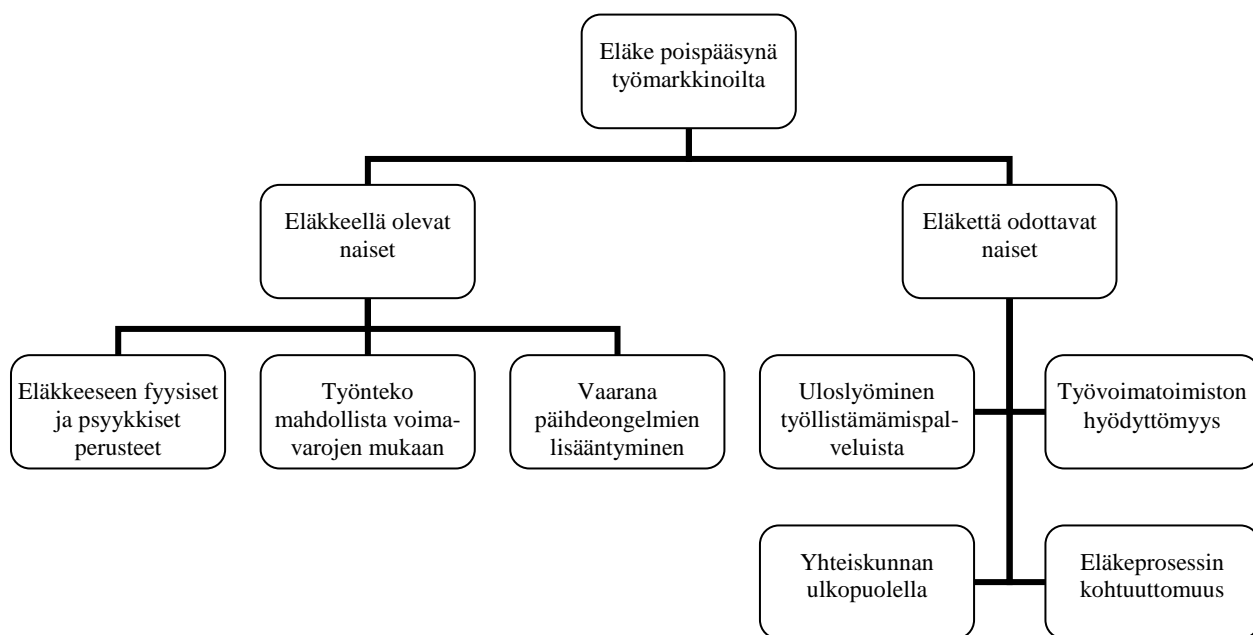 Eläke poispääsynä
työmarkkinoilta
Eläkkeellä olevat
naiset
Eläkettä odottavat
naiset
Eläkkeeseen fyysiset
ja psyykkiset
perusteet
Työnteko
mahdollista voima-
varojen mukaan
Vaarana
päihdeongelmien
lisääntyminen
Uloslyöminen
työllistämämispal-
veluista
Työvoimatoimiston
hyödyttömyys
Yhteiskunnan
ulkopuolella
Eläkeprosessin
kohtuuttomuus